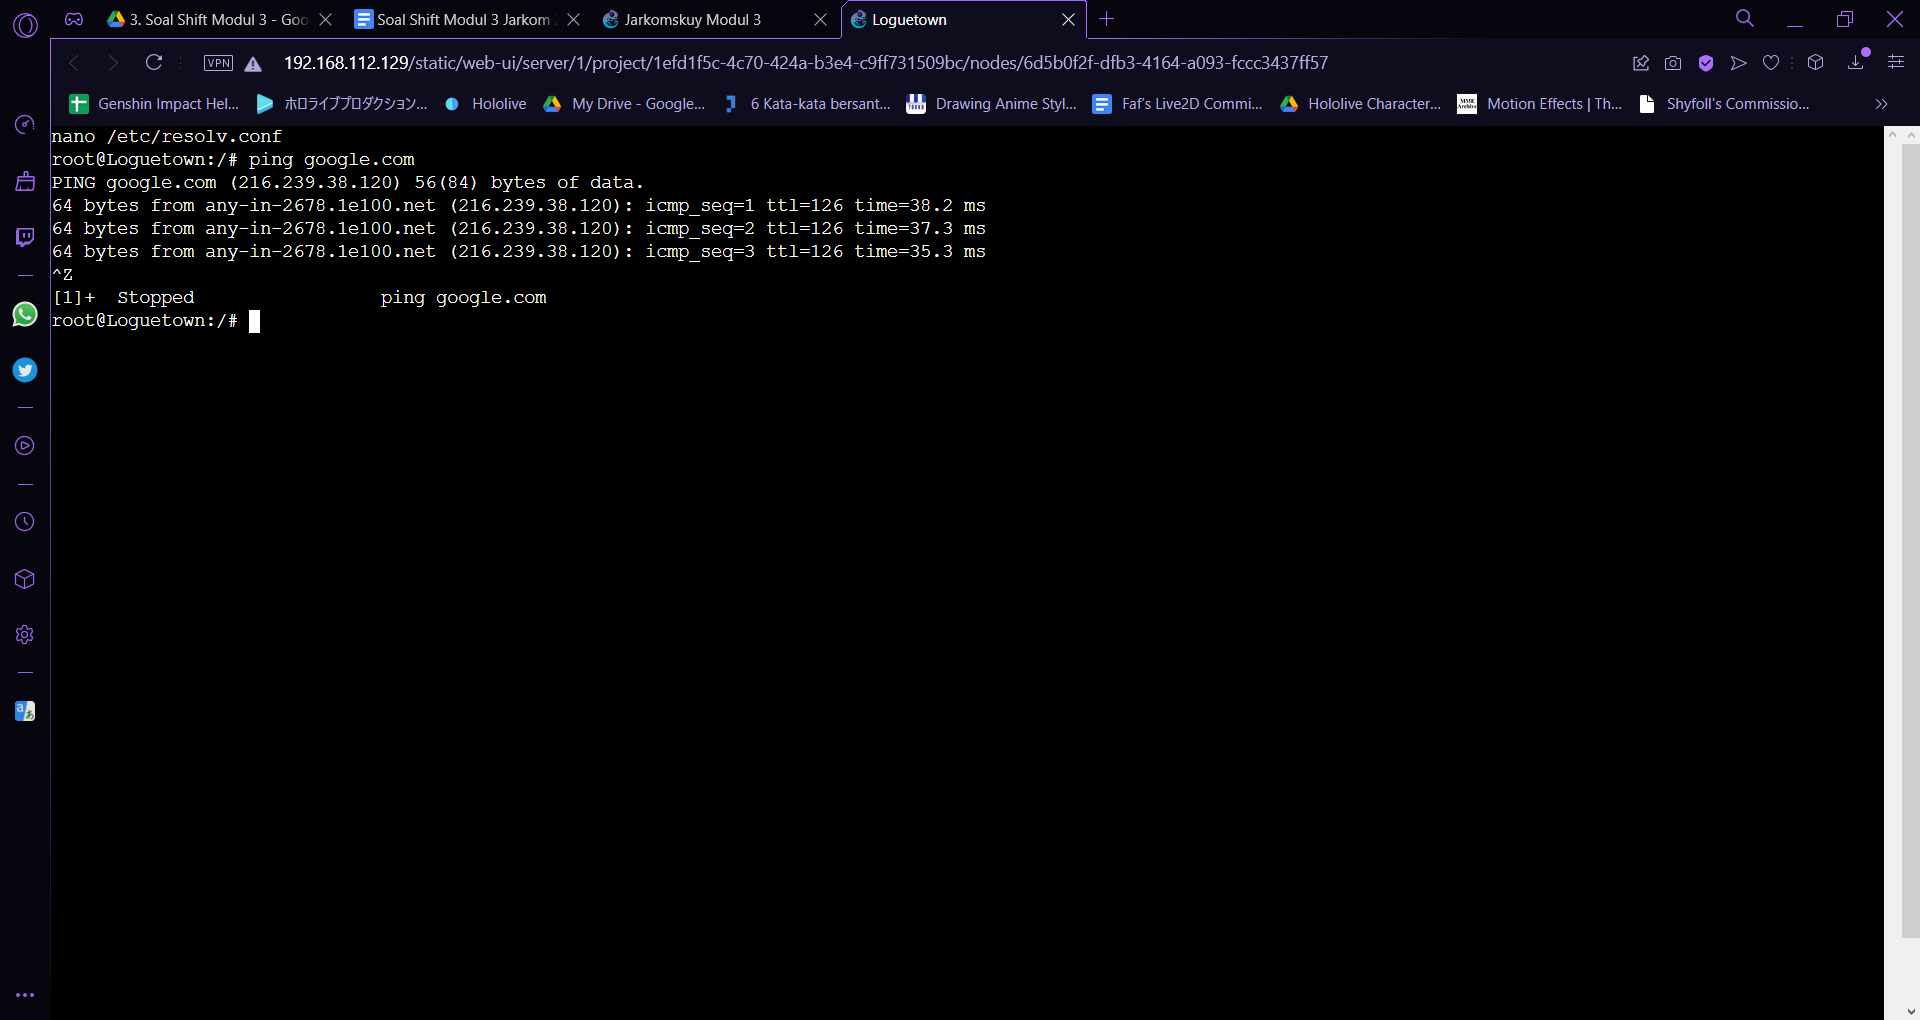 3. Soal Shift Modul 3 - Goo
Soal Shift Modul 3 Jarkom
Jarkomskuy Modul 3
Loguetown
VPN
192.168.112.129/static/web-ui/server/1/project/1efd1f5c-4c70-424a-b3e4-c9ff731509bc/nodes/6d5b0f2f-dfb3-4164-a093-fccc3437ff57
Genshin Impact Hel...
ホロライブプロダクション...
Hololive
My Drive - Google...
6 Kata-kata bersant...
Drawing Anime Styl...
Faf's Live2D Commi...
Hololive Character...
MME Archive
Motion Effects | Th...
Shyfoll's Commissio...
nano /etc/resolv.conf
root@Loguetown:/# ping google.com
PING google.com (216.239.38.120) 56(84) bytes of data.
64 bytes from any-in-2678.1e100.net (216.239.38.120): icmp_seq=1 ttl=126 time=38.2 ms
64 bytes from any-in-2678.1e100.net (216.239.38.120): icmp_seq=2 ttl=126 time=37.3 ms
64 bytes from any-in-2678.1e100.net (216.239.38.120): icmp_seq=3 ttl=126 time=35.3 ms
^Z
[1]+  Stopped                 ping google.com
root@Loguetown:/#